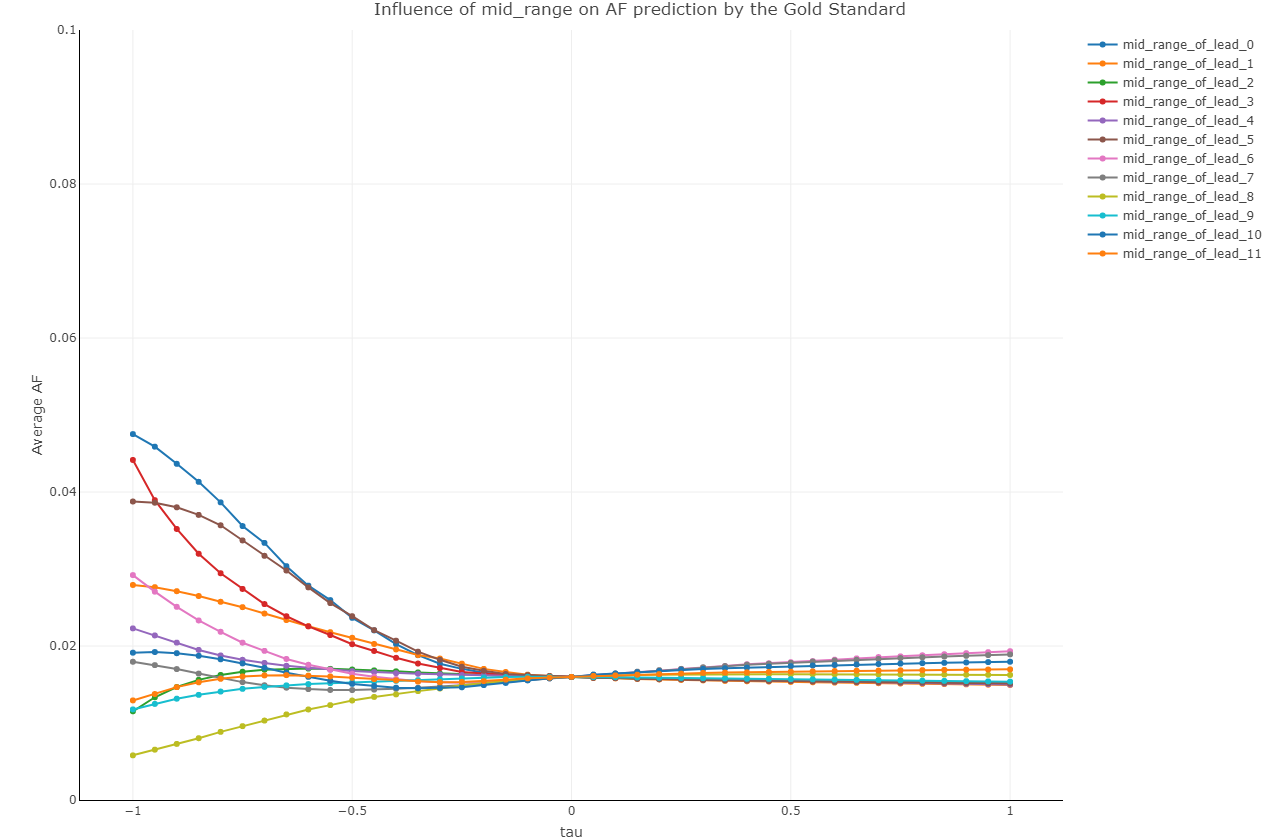 Influence of mid_range on AF prediction by the Gold Standard
0.1
0.08
0.06
0.04
0.02
0
Average AF
−1
−0.5
0
0.5
1
tau
mid_range_of_lead_0
mid_range_of_lead_1
mid_range_of_lead_2
mid_range_of_lead_3
mid_range_of_lead_4
mid_range_of_lead_5
mid_range_of_lead_6
mid_range_of_lead_7
mid_range_of_lead_8
mid_range_of_lead_9
mid_range_of_lead_10
mid_range_of_lead_11